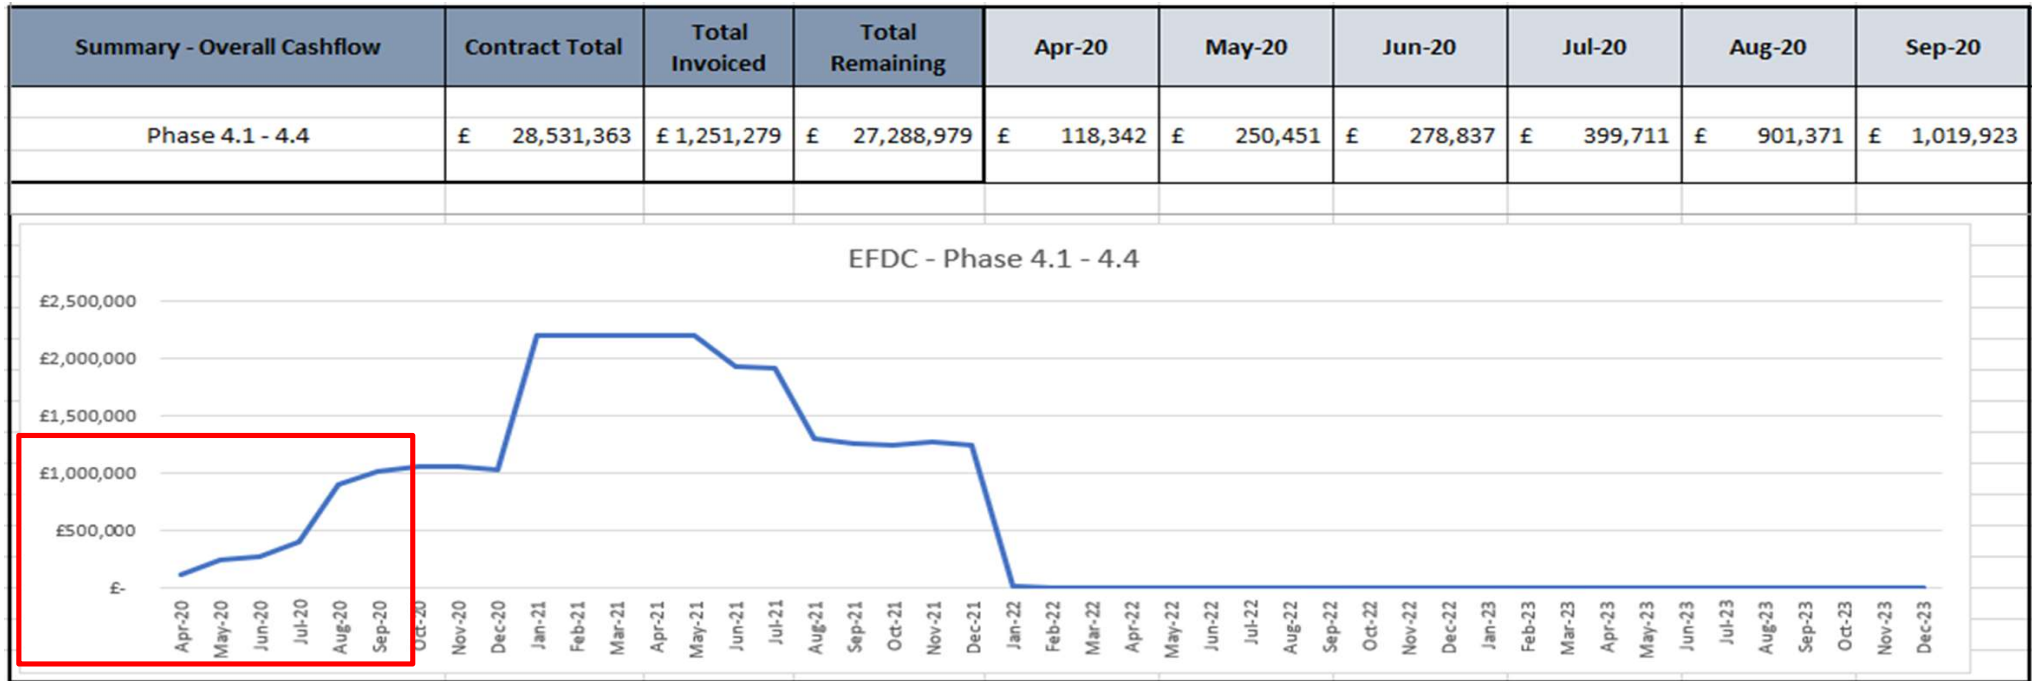 Summary - Overall Cashflow Contract Total Total Invoiced Total Remaining Apr-20 May-20 Jun-20 Jul-20 Aug-20 Sep-20
Phase 4.1 - 4.4 £ 28,531,363 £ 1,251,279 £ 27,288,979 £ 118,342 £ 250,451 £ 278,837 £ 399,711 £ 901,371 £ 1,019,923
EFDC - Phase 4.1 - 4.4
£2,500,000
£2,000,000
£1,500,000
£1,000,000
£500,000
£-
Apr-20 May-20 Jun-20 Jul-20 Aug-20 Sep-20 Oct-20 Nov-20 Dec-20 Jan-21 Feb-21 Mar-21 Apr-21 May-21 Jun-21 Jul-21 Aug-21 Sep-21 Oct-21 Nov-21 Dec-21 Jan-22 Feb-22 Mar-22 Apr-22 May-22 Jun-22 Jul-22 Aug-22 Sep-22 Oct-22 Nov-22 Dec-22 Jan-23 Feb-23 Mar-23 Apr-23 May-23 Jun-23 Jul-23 Aug-23 Sep-23 Oct-23 Nov-23 Dec-23